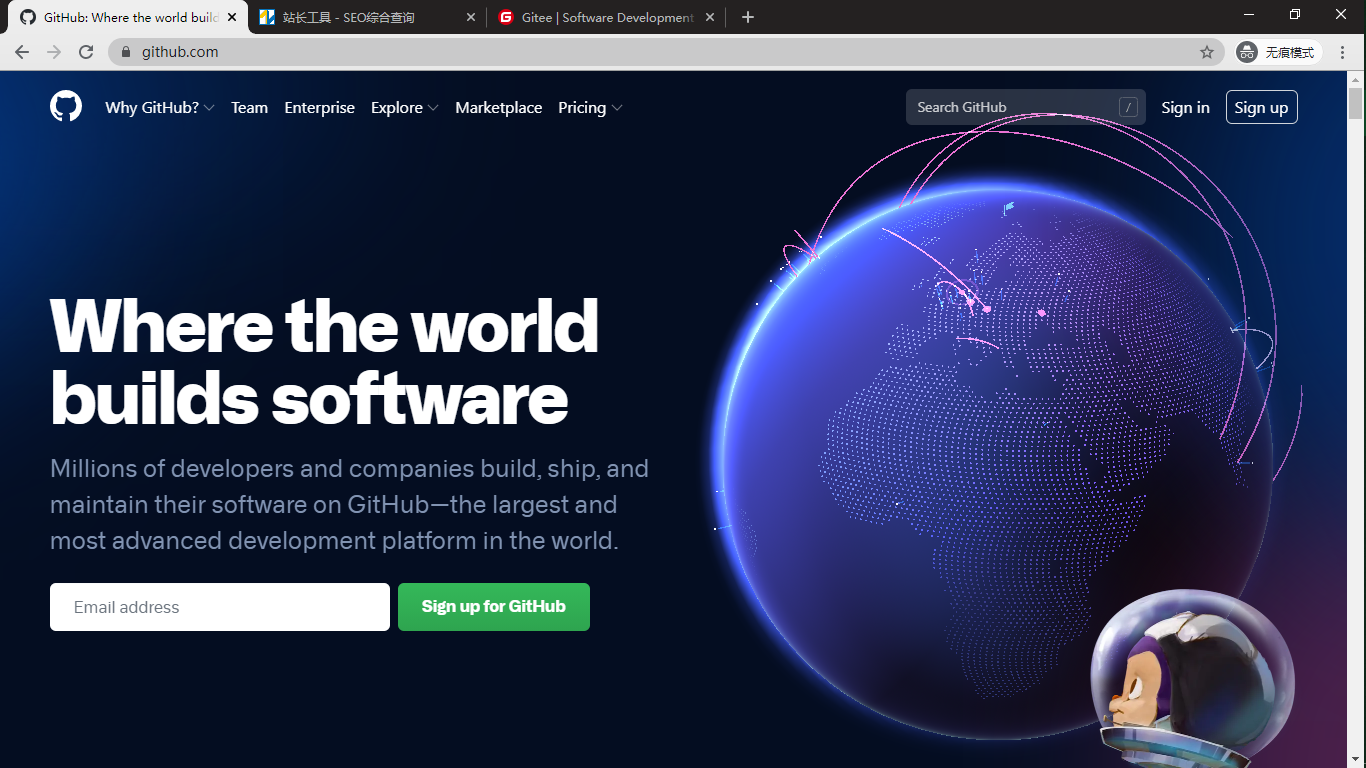 GitHub: Where the world build
站长工具 - SEO综合查询
Gitee | Software Development
github.com
无痕模式
Why GitHub?
Team
Enterprise
Explore
Marketplace
Pricing
Search GitHub
/
Sign in
Sign up
Where the world
builds software
Millions of developers and companies build, ship, and
maintain their software on GitHub—the largest and
most advanced development platform in the world.
Email address
Sign up for GitHub